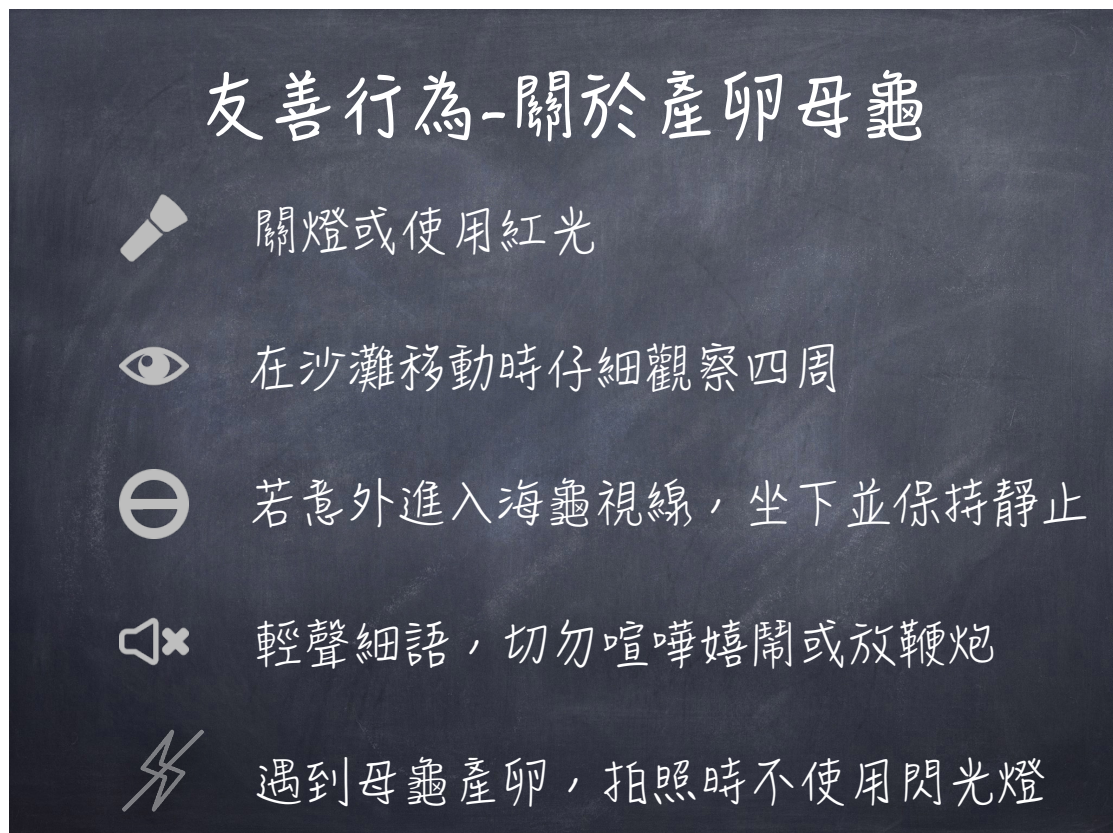 友善行為-關於產卵母龜
關燈或使用紅光
在沙灘移動時仔細觀察四周
若意外進入海龜視線，坐下並保持靜止
輕聲細語，切勿喧嘩嬉鬧或放鞭炮
遇到母龜產卵，拍照時不使用閃光燈